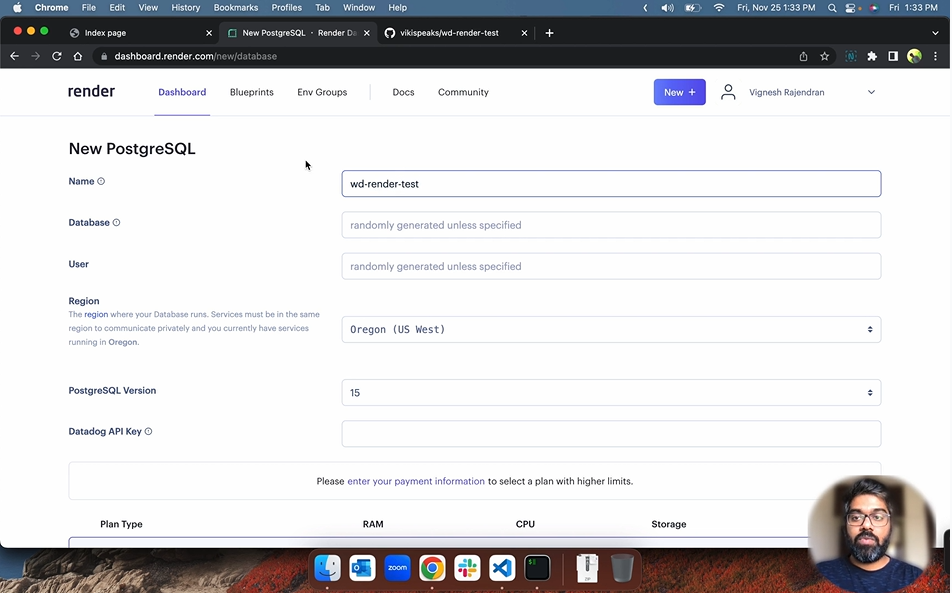 Chrome File Edit View History Bookmarks Profiles Tab Window Help Fri, Nov 25 1:33 PM Fri 1:33 PM
Index page New PostgreSQL · Render Da vikispeaks/wd-render-test
dashboard.render.com/new/database
render Dashboard Blueprints Env Groups Docs Community New + Vignesh Rajendran
New PostgreSQL
Name wd-render-test
Database randomly generated unless specified
User randomly generated unless specified
Region
The region where your Database runs. Services must be in the same
region to communicate privately and you currently have services
running in Oregon.
Oregon (US West)
PostgreSQL Version 15
Datadog API Key
Please enter your payment information to select a plan with higher limits.
Plan Type RAM CPU Storage
zoom
ZIP